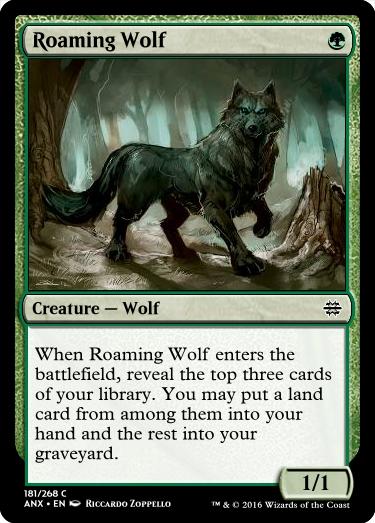 Roaming Wolf
Creature — Wolf
When Roaming Wolf enters the
battlefield, reveal the top three cards
of your library. You may put a land
card from among them into your
hand and the rest into your
graveyard.
1/1
181/268 C
ANX • EN Riccardo Zoppello
™ & © 2016 Wizards of the Coast